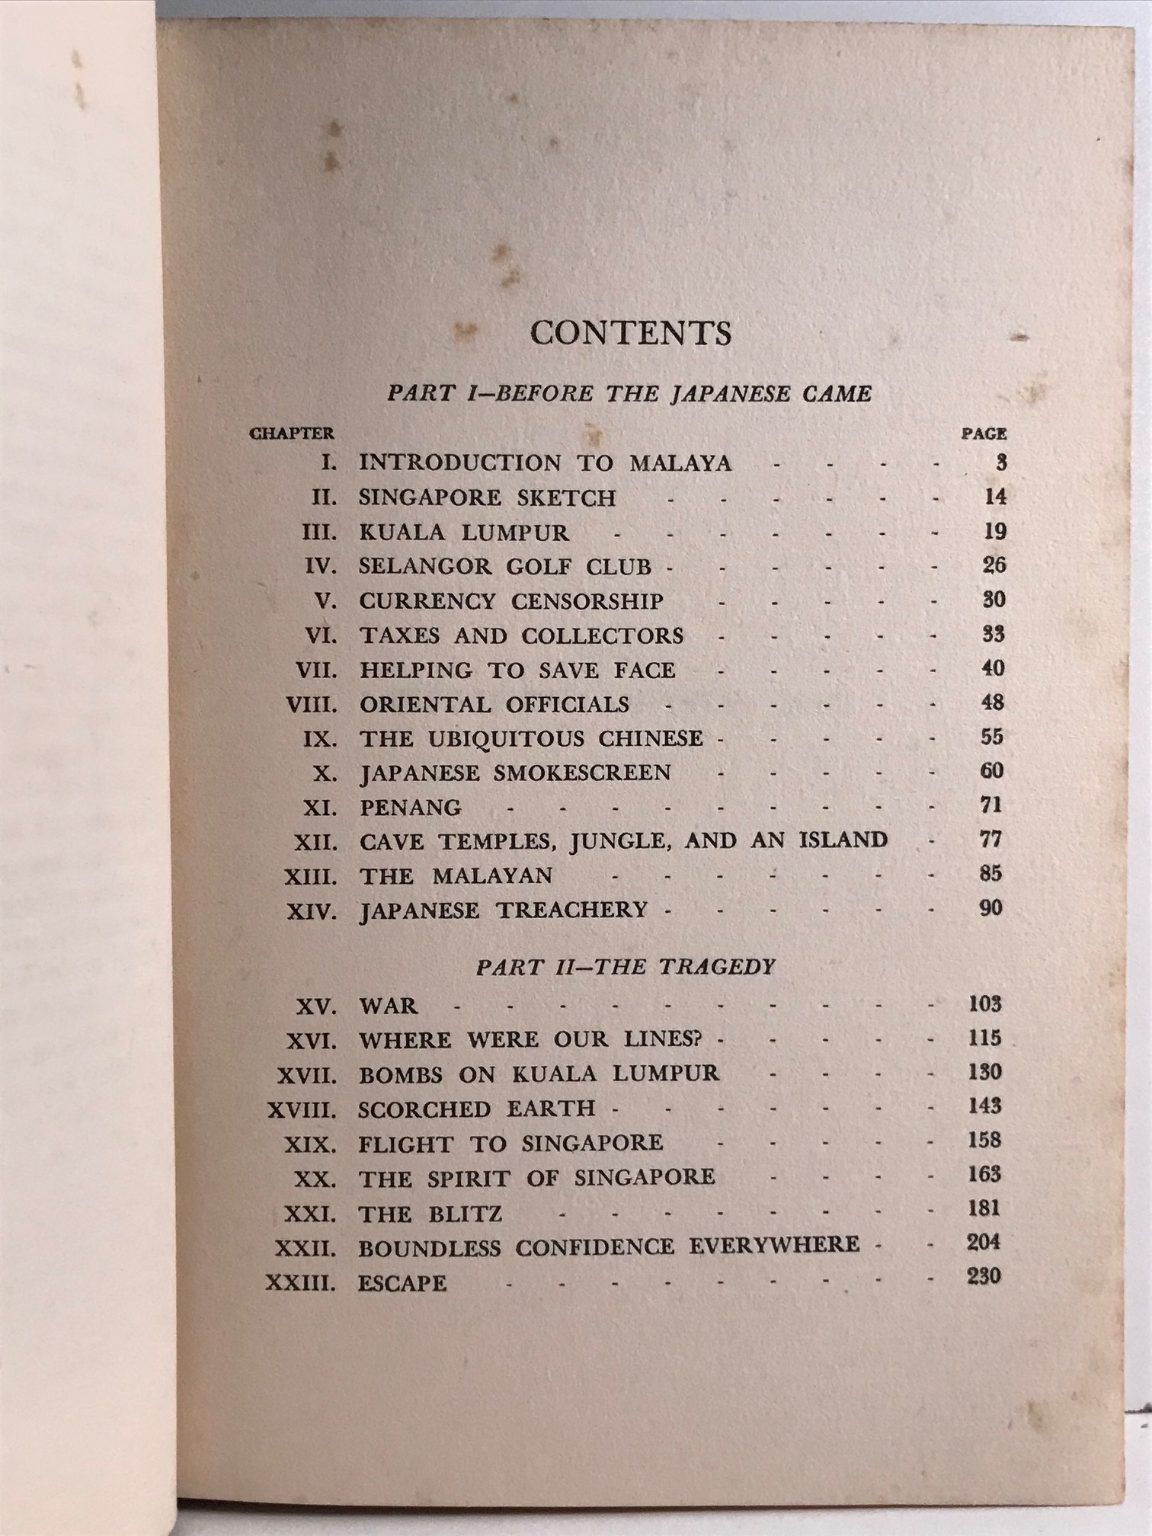 CONTENTS
PART I—BEFORE THE JAPANESE CAME
CHAPTER PAGE
I. INTRODUCTION TO MALAYA - - - - 3
II. SINGAPORE SKETCH - - - - - - 14
III. KUALA LUMPUR - - - - - - - 19
IV. SELANGOR GOLF CLUB - - - - - - 26
V. CURRENCY CENSORSHIP - - - - - 30
VI. TAXES AND COLLECTORS - - - - - 33
VII. HELPING TO SAVE FACE - - - - - 40
VIII. ORIENTAL OFFICIALS - - - - - - 48
IX. THE UBIQUITOUS CHINESE - - - - - 55
X. JAPANESE SMOKESCREEN - - - - - 60
XI. PENANG - - - - - - - - - 71
XII. CAVE TEMPLES, JUNGLE, AND AN ISLAND - 77
XIII. THE MALAYAN - - - - - - - 85
XIV. JAPANESE TREACHERY - - - - - - 90
PART II—THE TRAGEDY
XV. WAR - - - - - - - - - - 103
XVI. WHERE WERE OUR LINES? - - - - - 115
XVII. BOMBS ON KUALA LUMPUR - - - - 130
XVIII. SCORCHED EARTH - - - - - - - 143
XIX. FLIGHT TO SINGAPORE - - - - - 158
XX. THE SPIRIT OF SINGAPORE - - - - 163
XXI. THE BLITZ - - - - - - - - 181
XXII. BOUNDLESS CONFIDENCE EVERYWHERE - - 204
XXIII. ESCAPE - - - - - - - - - 230